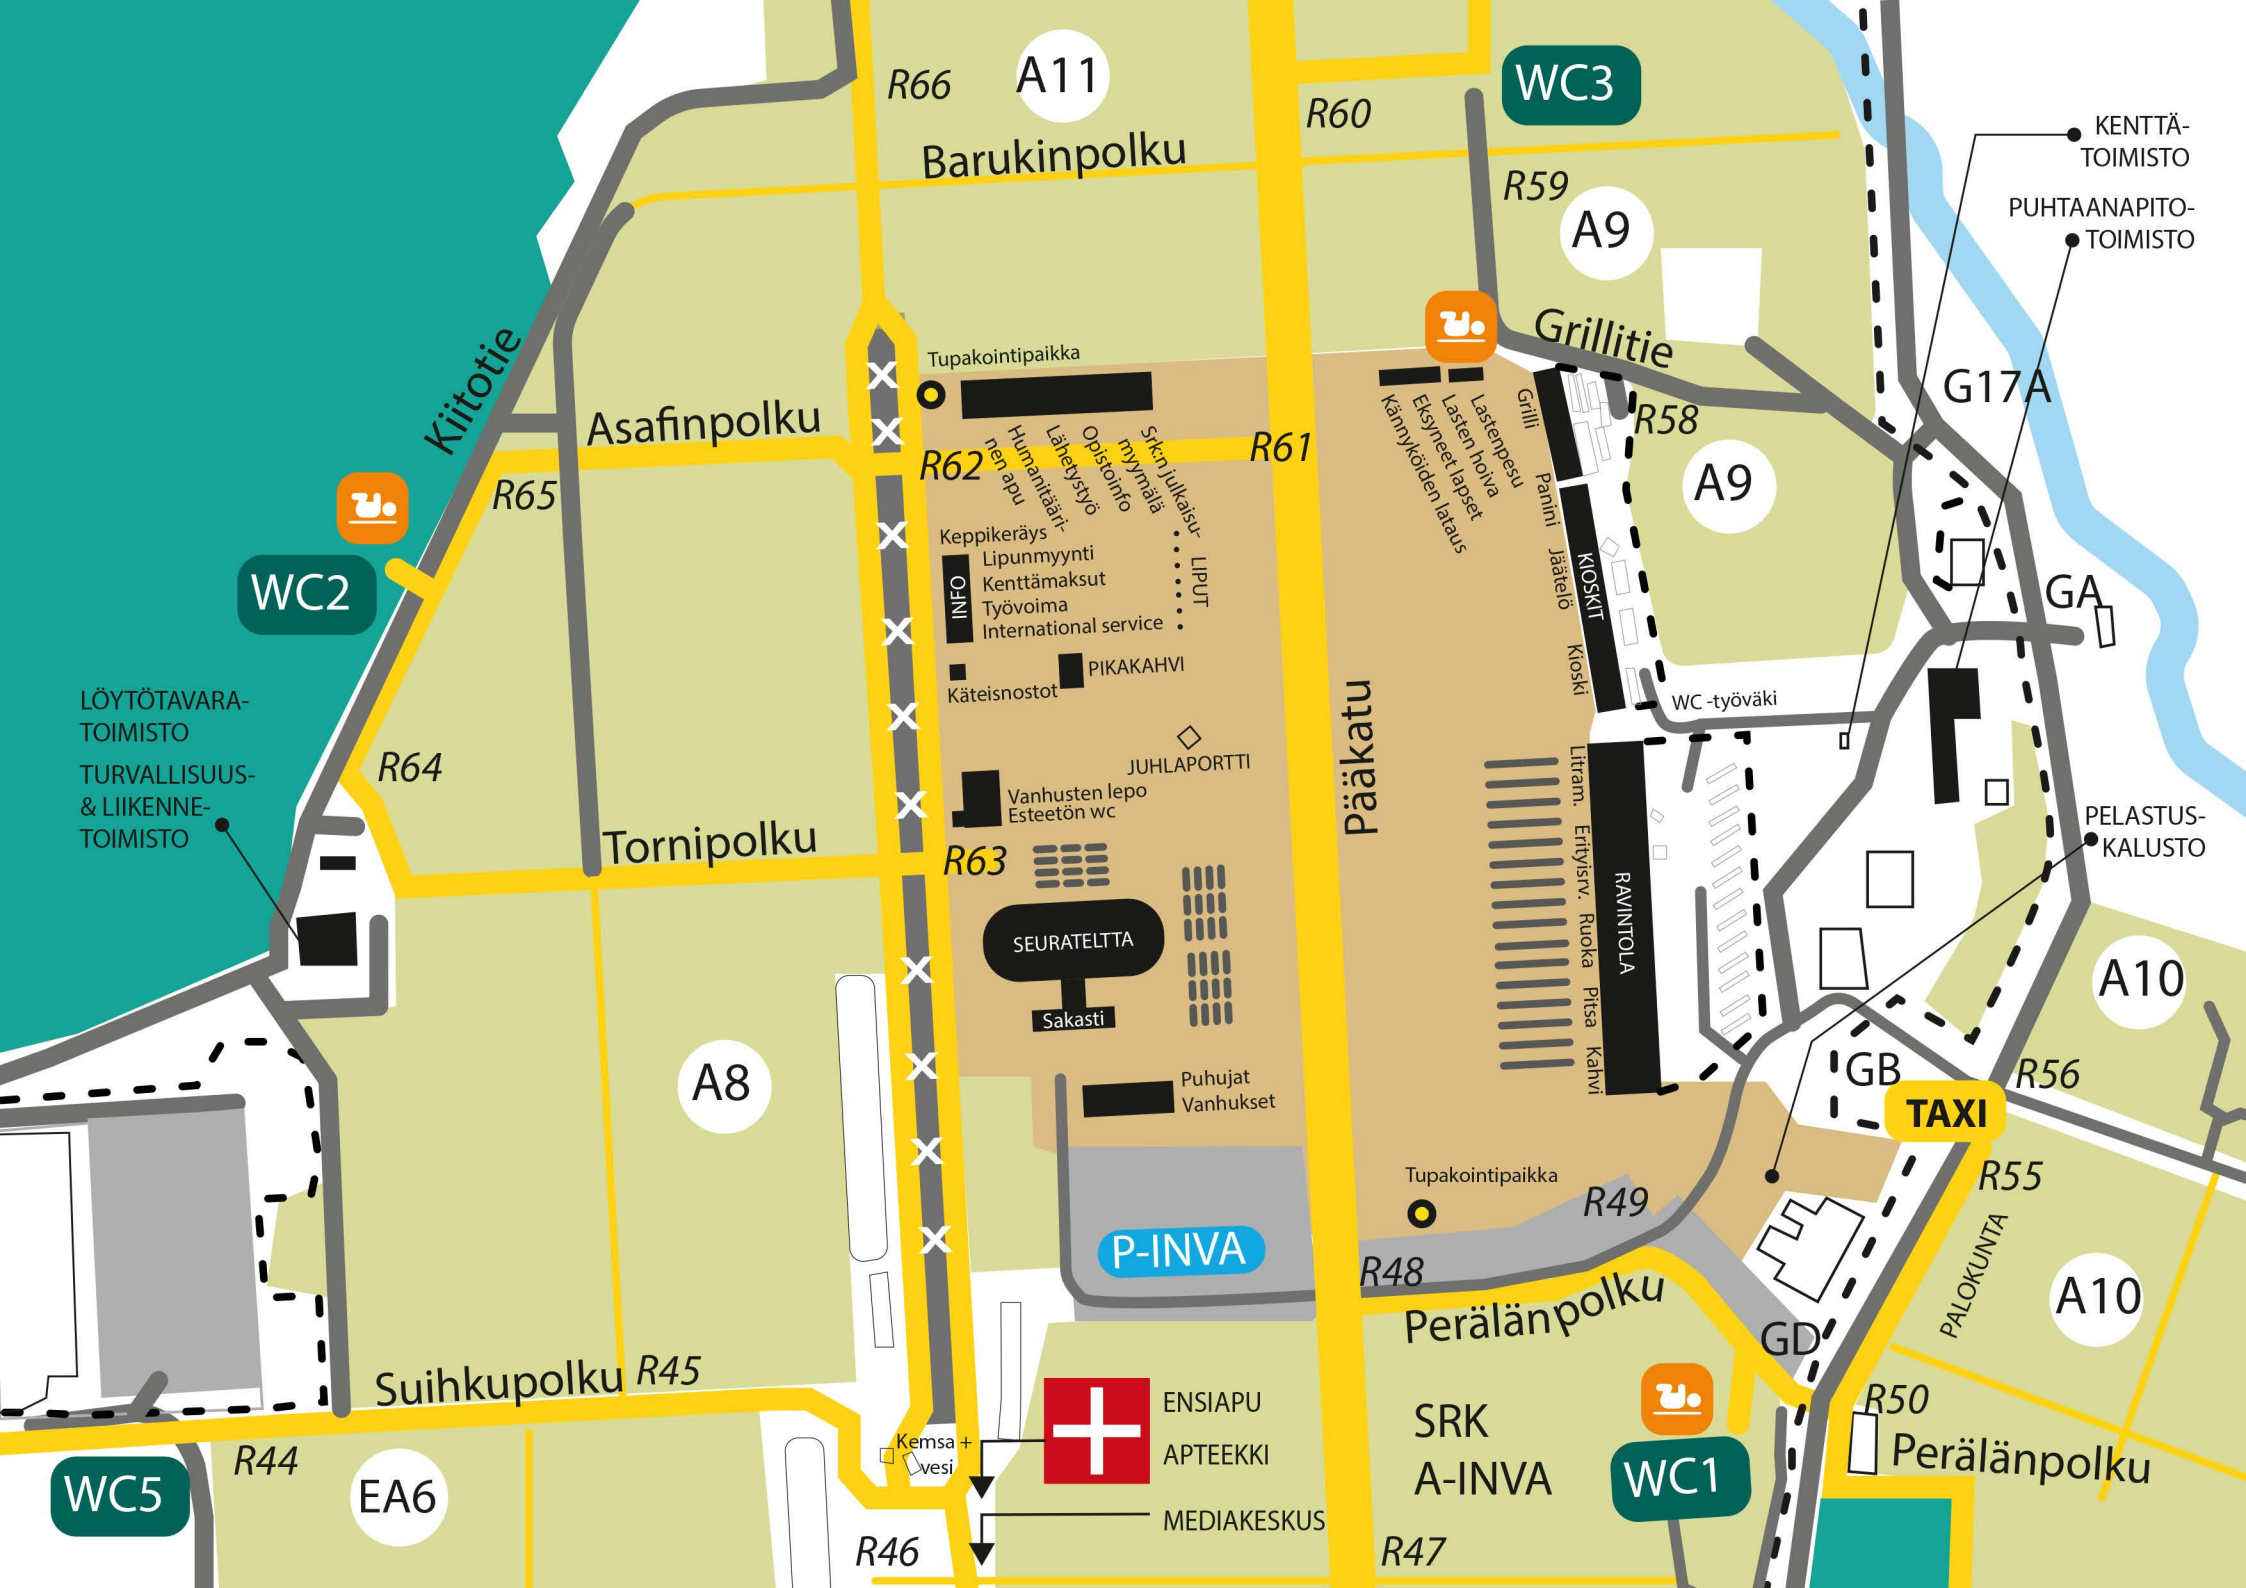 R66
A11
WC3
Barukinpolku
R60
R59
A9
KENTTÄ-
TOIMISTO
PUHTAANAPITO-
TOIMISTO
Kiitotie
Tupakointipaikka
Grillitie
G17A
Asafinpolku
R65
R62
R61
R58
A9
Humanitääri-
nen apu
Lähetystyö
Opistoinfo
Srk:n julkaisu-
myymälä
Kännyköiden lataus
Eksyneet lapset
Lasten hoiva
Lastenpesu
Grilli
Panini
Jäätelö
Kioski
KIOSKIT
WC2
Keppikeräys
INFO
Lipunmyynti
Kenttämaksut
Työvoima
International service
LIPUT
GA
Käteisnostot
PIKAKAHVI
WC -työväki
LÖYTÖTAVARA-
TOIMISTO
TURVALLISUUS-
& LIIKENNE-
TOIMISTO
R64
JUHLAPORTTI
Pääkatu
Vanhusten lepo
Esteetön wc
Tornipolku
R63
Litram.
Erityisrv.
Ruoka
Pitsa
Kahvi
RAVINTOLA
PELASTUS-
KALUSTO
SEURATELTTA
Sakasti
A10
A8
Puhujat
Vanhukset
GB
R56
TAXI
Tupakointipaikka
R49
R55
PALOKUNTA
P-INVA
R48
Perälänpolku
A10
GD
Suihkupolku
R45
R50
R44
EA6
WC5
Kemsa +
vesi
ENSIAPU
APTEEKKI
MEDIAKESKUS
SRK
A-INVA
WC1
Perälänpolku
R46
R47